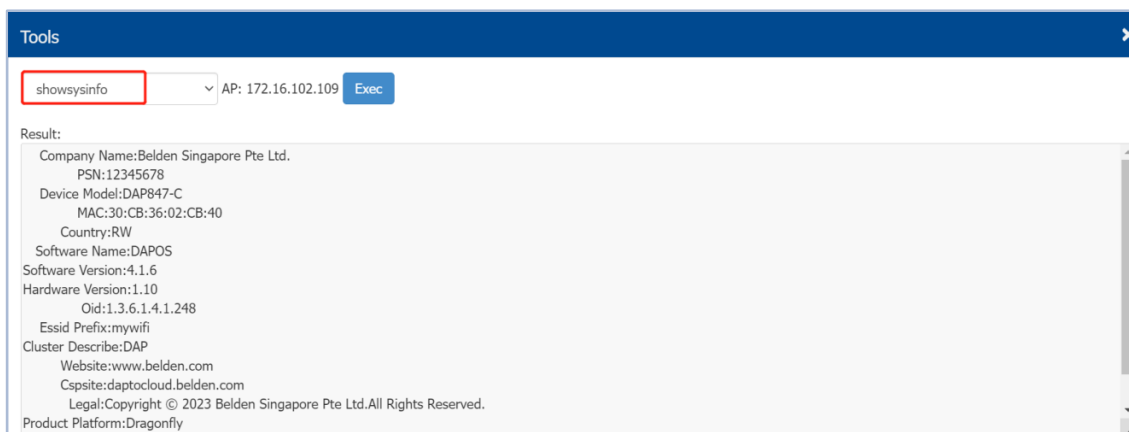 Tools
showsysinfo AP: 172.16.102.109 Exec
Result:
Company Name:Belden Singapore Pte Ltd.
PSN:12345678
Device Model:DAP847-C
MAC:30:CB:36:02:CB:40
Country:RW
Software Name:DAPOS
Software Version:4.1.6
Hardware Version:1.10
Oid:1.3.6.1.4.1.248
Essid Prefix:mywifi
Cluster Describe:DAP
Website:www.belden.com
Cspsite:daptocloud.belden.com
Legal:Copyright © 2023 Belden Singapore Pte Ltd.All Rights Reserved.
Product Platform:Dragonfly